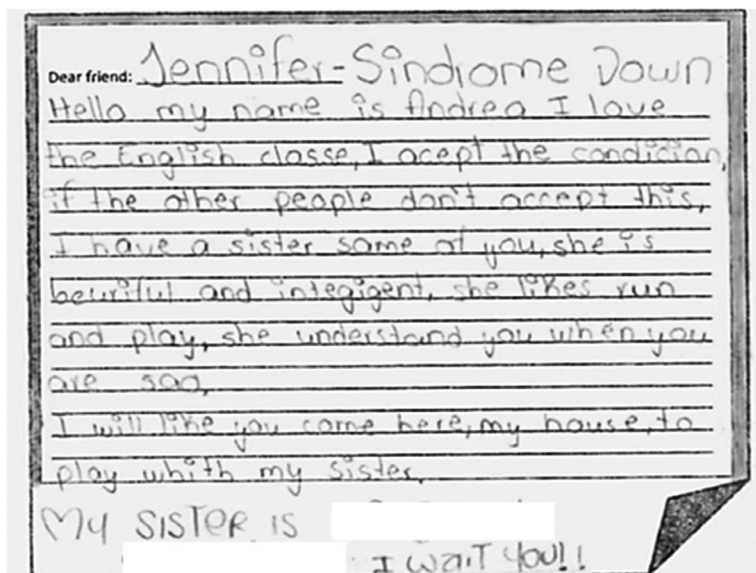 Dear friend: Jennifer-Sindrome Down
Hello my name is Andrea I love
the English classe, I acept the condician,
if the other people don't accept this,
I have a sister same of you, she is
beuriful and integigent, she likes run
and play, she understand you when you
are sad,
I will like you come here, my house, to
play whith my sister.
My SISTER IS
I WAIT YOU!!